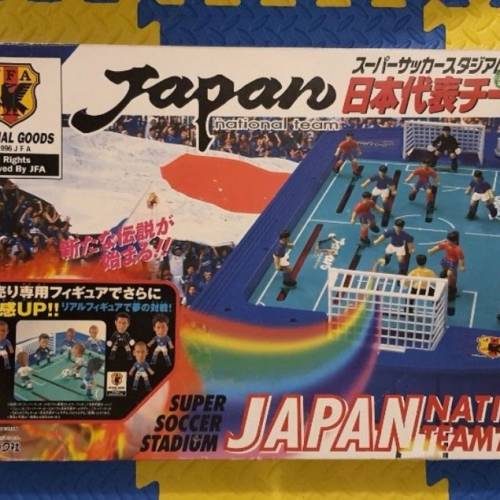 JFA
IAL GOODS
1996 J F A
Rights
ved By JFA
Japan
national team
スーパーサッカースタジアム
日本代表チー
新たな伝説が
始まる!!
専用フィギュアでさらに
感UP!!
リアルフィギュアで夢の対戦!
SUPER
SOCCER
STADIUM
JAPAN
NATI
TEAM